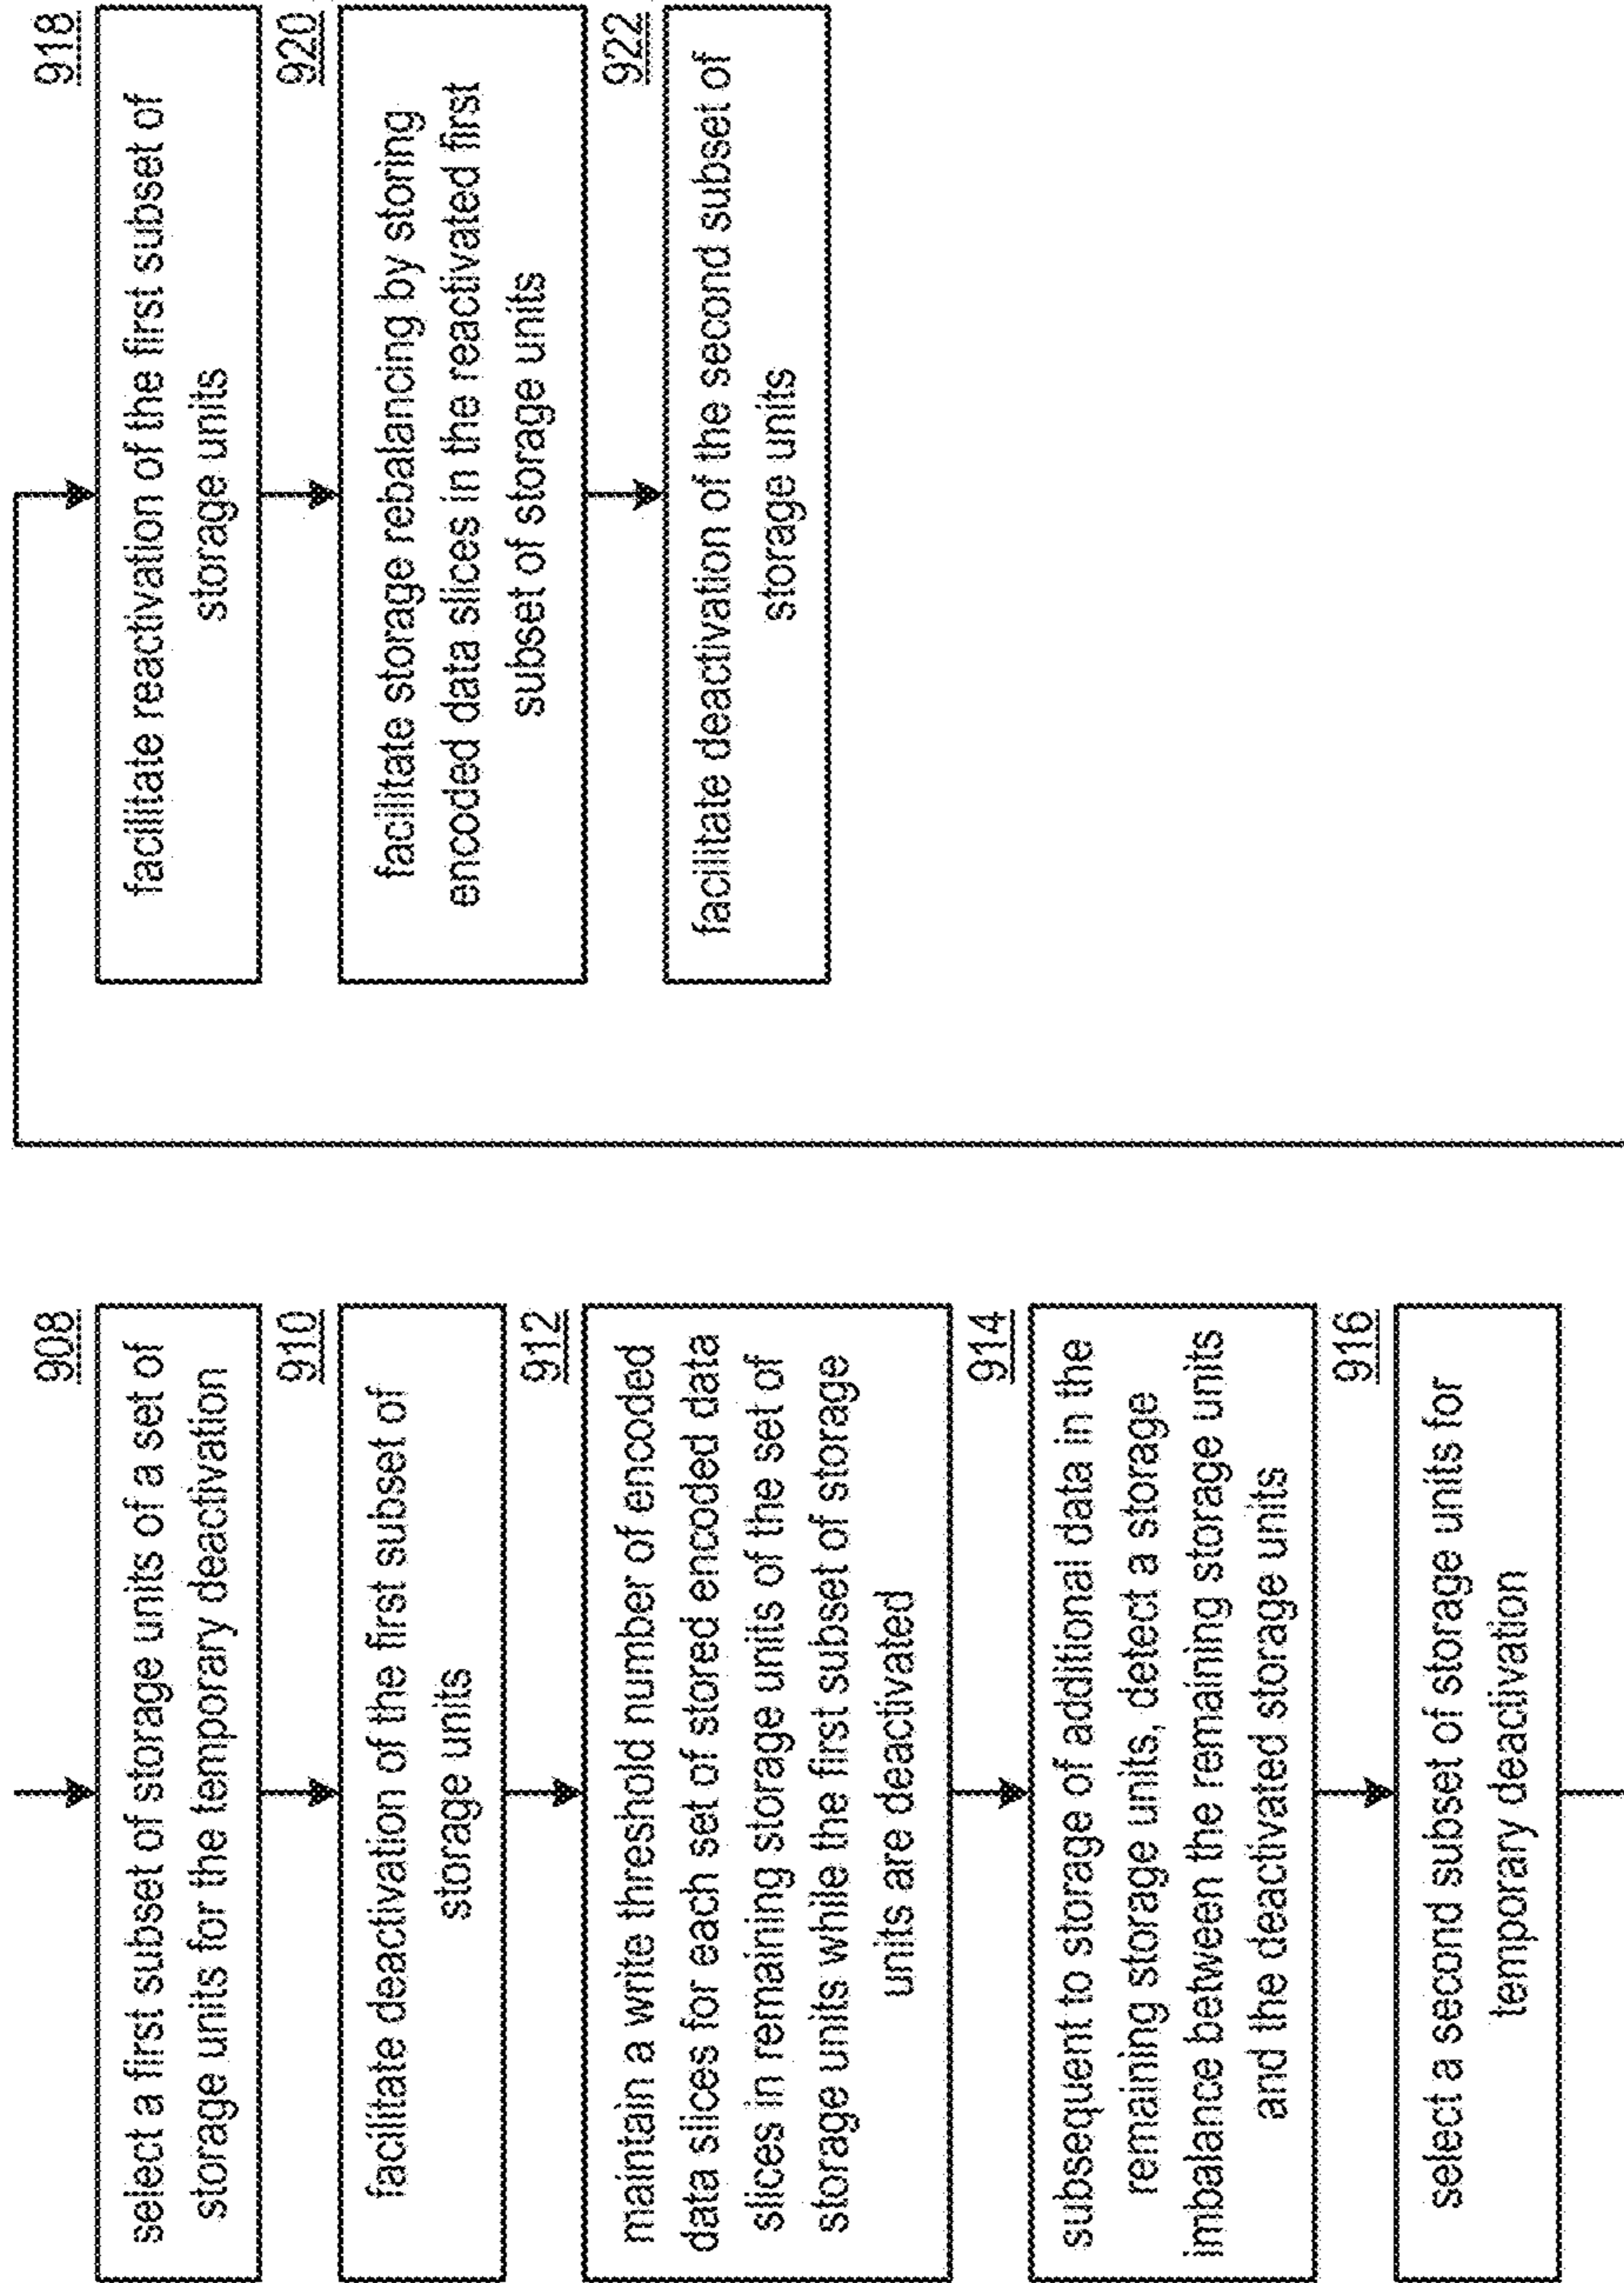 908
select a first subset of storage units of a set of
storage units for the temporary deactivation
910
facilitate deactivation of the first subset of
storage units
912
maintain a write threshold number of encoded
data slices for each set of stored encoded data
slices in remaining storage units of the set of
storage units while the first subset of storage
units are deactivated
914
subsequent to storage of additional data in the
remaining storage units, detect a storage
imbalance between the remaining storage units
and the deactivated storage units
916
select a second subset of storage units for
temporary deactivation
918
facilitate reactivation of the first subset of
storage units
920
facilitate storage rebalancing by storing
encoded data slices in the reactivated first
subset of storage units
922
facilitate deactivation of the second subset of
storage units